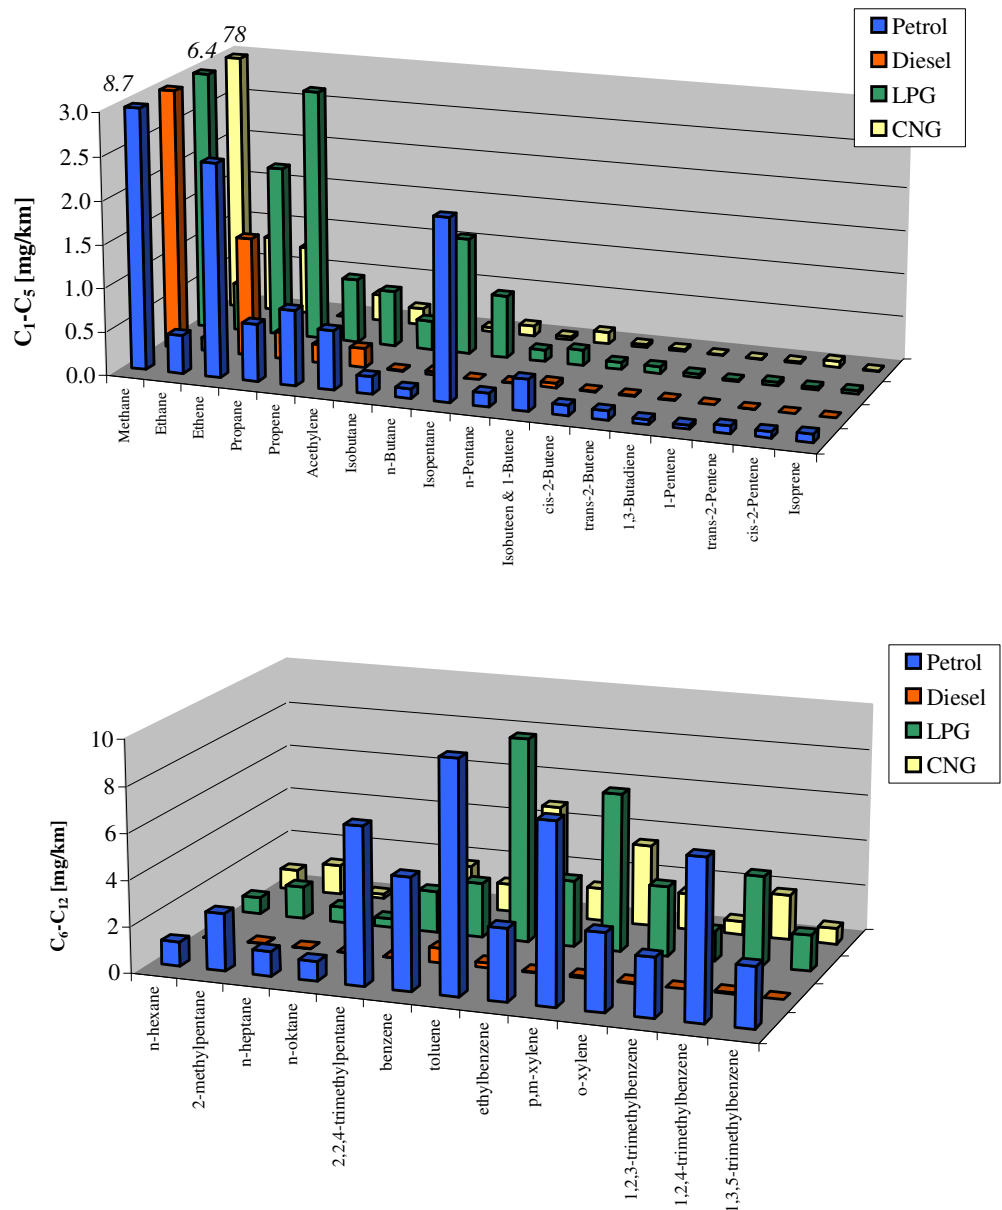 8.7
6.4
78
Petrol
Diesel
LPG
CNG
C1-C5 [mg/km]
3.0
2.5
2.0
1.5
1.0
0.5
0.0
Methane
Ethane
Ethene
Propane
Propene
Acethylene
Isobutane
n-Butane
Isopentane
n-Pentane
Isobuteen & 1-Butene
cis-2-Butene
trans-2-Butene
1,3-Butadiene
1-Pentene
trans-2-Pentene
cis-2-Pentene
Isoprene
Petrol
Diesel
LPG
CNG
C6-C12 [mg/km]
10
8
6
4
2
0
n-hexane
2-methylpentane
n-heptane
n-oktane
2,2,4-trimethylpentane
benzene
toluene
ethylbenzene
p,m-xylene
o-xylene
1,2,3-trimethylbenzene
1,2,4-trimethylbenzene
1,3,5-trimethylbenzene